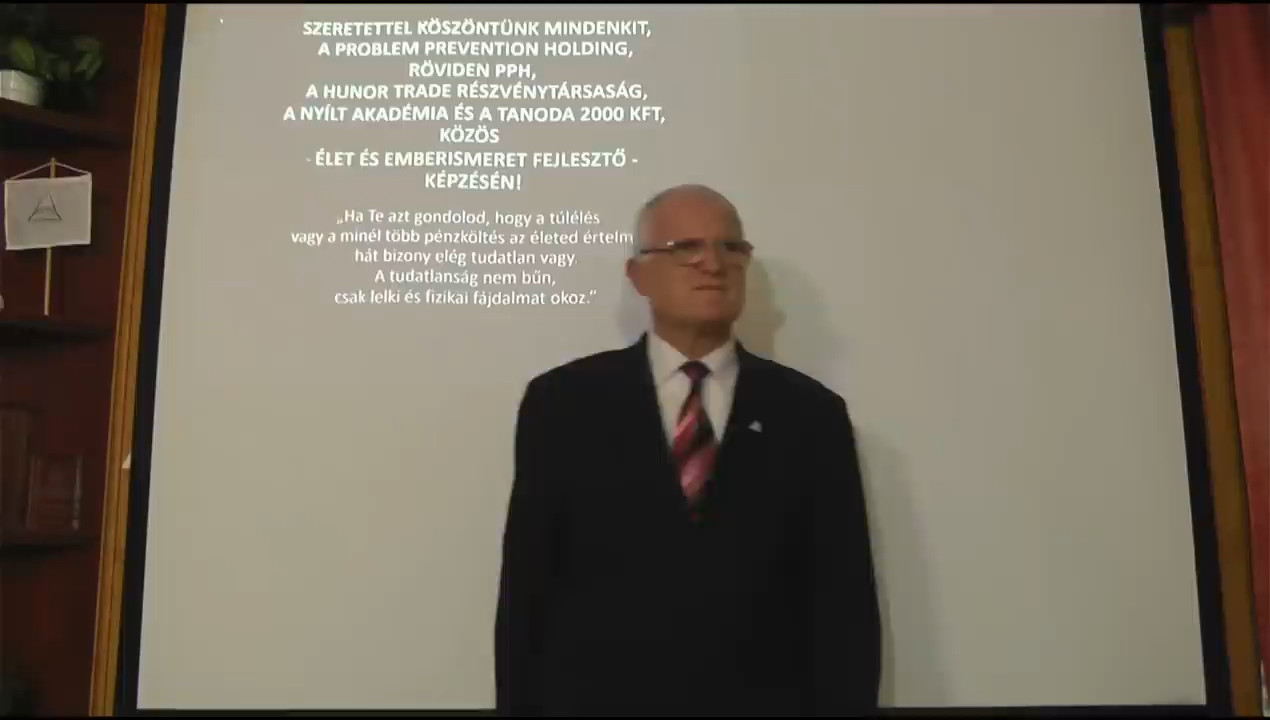 SZERETETTEL KÖSZÖNTÜNK MINDENKIT,
A PROBLEM PREVENTION HOLDING,
RÖVIDEN PPH,
A HUNOR TRADE RÉSZVÉNYTÁRSASÁG,
A NYÍLT AKADÉMIA ÉS A TANODA 2000 KFT,
KÖZÖS
- ÉLET ÉS EMBERISMERET FEJLESZTŐ -
KÉPZÉSÉN!
„Ha Te azt gondolod, hogy a túlélés
vagy a minél több pénzköltés az életed értelm
hát bizony elég tudatlan vagy.
A tudatlanság nem bűn,
csak lelki és fizikai fájdalmat okoz.”